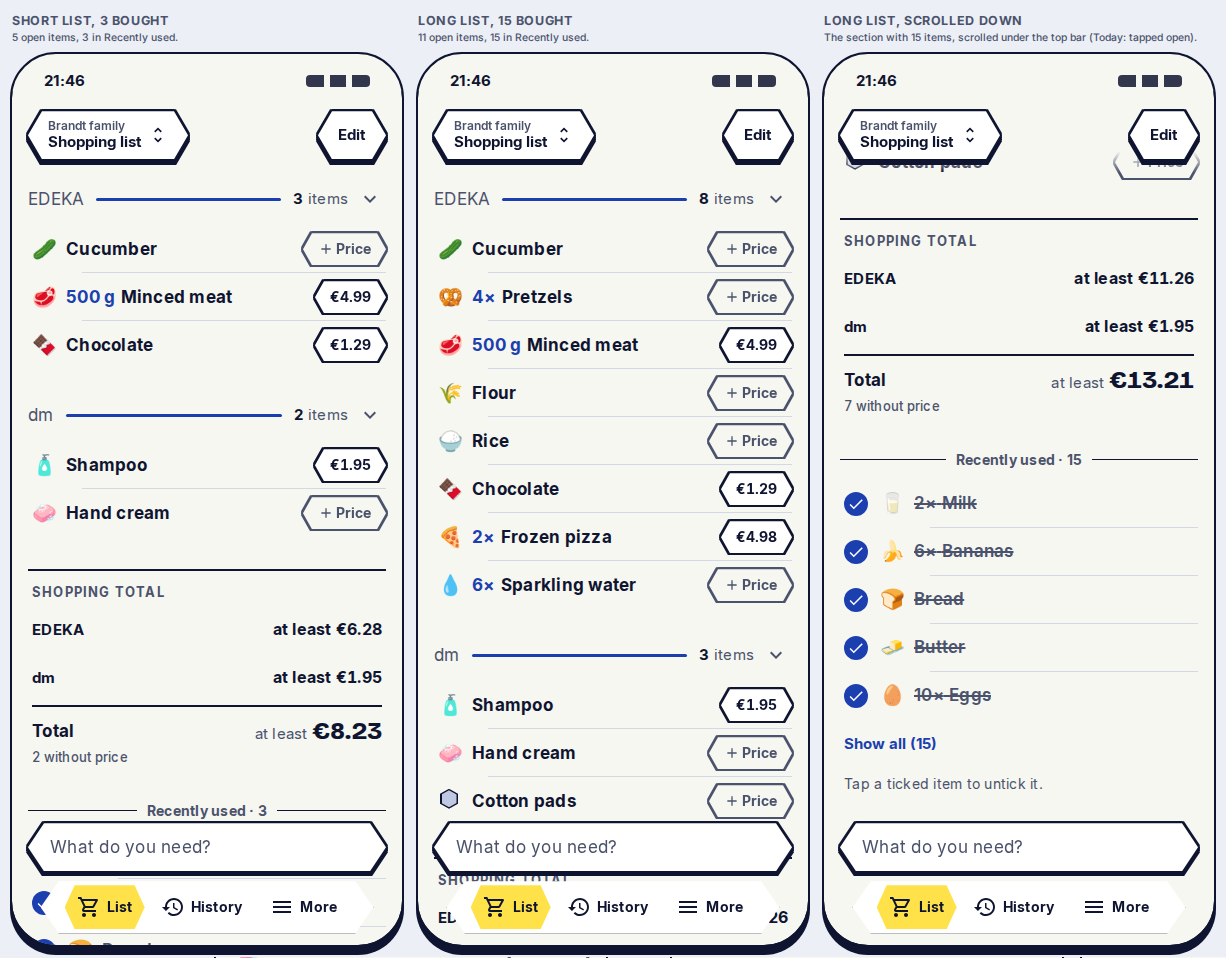 SHORT LIST, 3 BOUGHT
5 open items, 3 in Recently used.
21:46
Brandt family
Shopping list
Edit
EDEKA 3 items
Cucumber + Price
500 g Minced meat €4.99
Chocolate €1.29
dm 2 items
Shampoo €1.95
Hand cream + Price
SHOPPING TOTAL
EDEKA at least €6.28
dm at least €1.95
Total at least €8.23
2 without price
Recently used · 3
What do you need?
List History More
LONG LIST, 15 BOUGHT
11 open items, 15 in Recently used.
21:46
Brandt family
Shopping list
Edit
EDEKA 8 items
Cucumber + Price
4× Pretzels + Price
500 g Minced meat €4.99
Flour + Price
Rice + Price
Chocolate €1.29
2× Frozen pizza €4.98
6× Sparkling water + Price
dm 3 items
Shampoo €1.95
Hand cream + Price
Cotton pads + Price
What do you need?
SHOPPING TOTAL
ED 26
List History More
LONG LIST, SCROLLED DOWN
The section with 15 items, scrolled under the top bar (Today: tapped open).
21:46
Brandt family
Shopping list
Edit
Cotton pads + Price
SHOPPING TOTAL
EDEKA at least €11.26
dm at least €1.95
Total at least €13.21
7 without price
Recently used · 15
2× Milk
6× Bananas
Bread
Butter
10× Eggs
Show all (15)
Tap a ticked item to untick it.
What do you need?
List History More